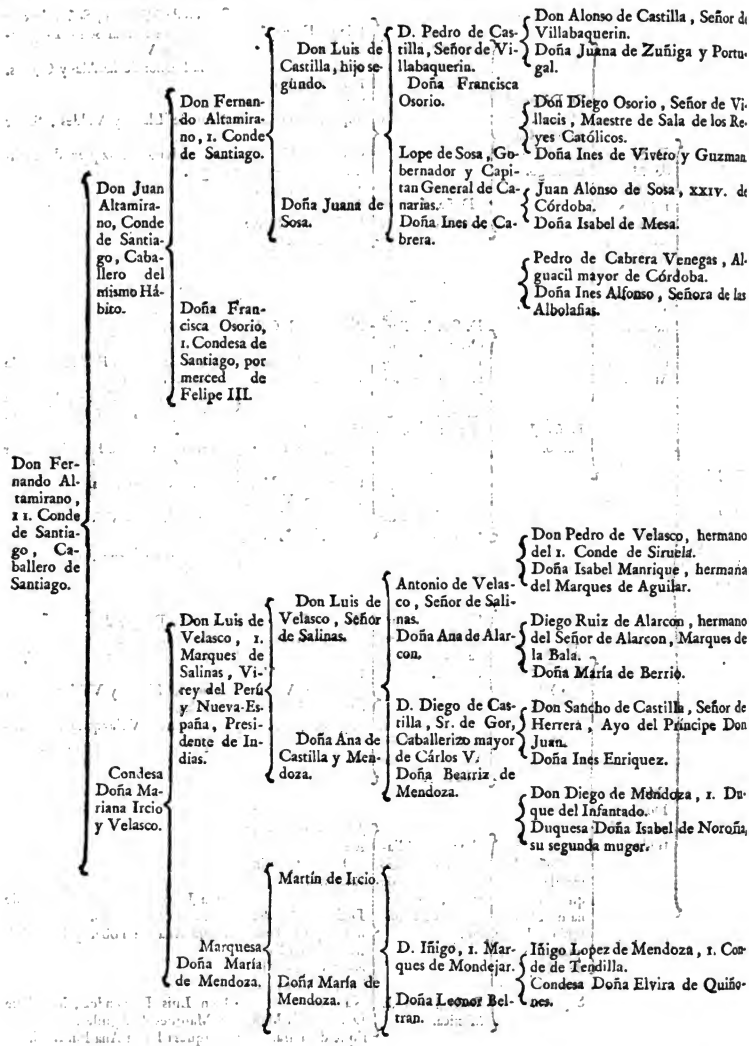 Don Fer-
nando Al-
tamirano,
II. Conde
de Santia-
go, Ca-
ballero de
Santiago.
Don Juan
Altamira-
no, Conde
de Santia-
go, Caba-
llero del
mismo Há-
bito.
Condesa
Doña Ma-
riana Ircio
y Velasco.
Don Fernan-
do Altamira-
no, I. Conde
de Santiago.
Doña Fran-
cisca Osorio,
I. Condesa de
Santiago, por
merced de
Felipe III.
Don Luis de
Velasco, I.
Marques de
Salinas, Vi-
rey del Perú
y Nueva-Es-
paña, Presi-
dente de In-
dias.
Marquesa
Doña María
de Mendoza.
Don Luis de
Castilla, hijo se-
gundo.
Doña Juana de
Sosa.
Don Luis de
Velasco, Señor
de Salinas.
Doña Ana de
Castilla y Men-
doza.
Martín de Ircio.
Doña María de
Mendoza.
D. Pedro de Cas-
tilla, Señor de Vi-
llabaquerin.
Doña Francisca
Osorio.
Lope de Sosa, Go-
bernador y Capi-
tan General de Ca-
narias.
Doña Ines de Ca-
brera.
Antonio de Velas-
co, Señor de Sali-
nas.
Doña Ana de Alar-
con.
D. Diego de Cas-
tilla, Sr. de Gor,
Caballerizo mayor
de Cárlos V.
Doña Beatriz de
Mendoza.
D. Iñigo, I. Mar-
ques de Mondejar.
Doña Leonor Bel-
tran.
Don Alonso de Castilla, Señor de
Villabaquerin.
Doña Juana de Zuñiga y Portu-
gal.
Don Diego Osorio, Señor de Vi-
llacis, Maestre de Sala de los Re-
yes Católicos.
Doña Ines de Vivero y Guzman
Juan Alonso de Sosa, XXIV. de
Córdoba.
Doña Isabel de Mesa.
Pedro de Cabrera Venegas, Al-
guacil mayor de Córdoba.
Doña Ines Alfonso, Señora de las
Albolafias.
Don Pedro de Velasco, hermano
del I. Conde de Siruela.
Doña Isabel Manrique, hermana
del Marques de Aguilar.
Diego Ruiz de Alarcon, hermano
del Señor de Alarcon, Marques de
la Bala.
Doña María de Berrio.
Don Sancho de Castilla, Señor de
Herrera, Ayo del Príncipe Don
Juan.
Doña Ines Enriquez.
Don Diego de Mendoza, I. Du-
que del Infantado.
Duquesa Doña Isabel de Noroña,
su segunda muger.
Iñigo Lopez de Mendoza, I. Con-
de de Tendilla.
Condesa Doña Elvira de Quiño-
nes.